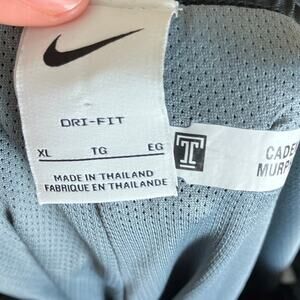 DRI-FIT
XL TG EG
MADE IN THAILAND
FABRIQUE EN THAILANDE
T
CADE
MURP